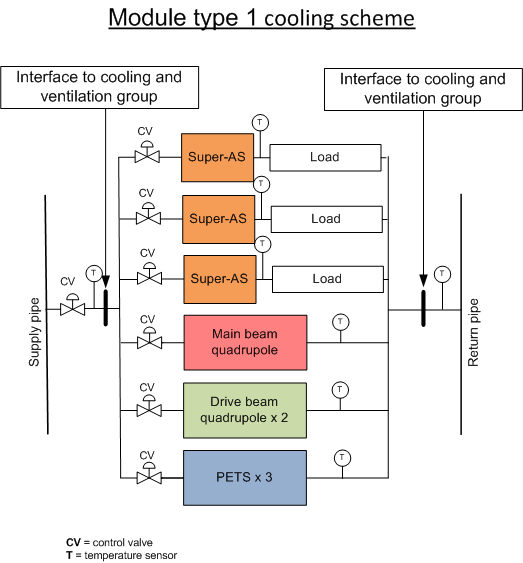 Module type 1 cooling scheme
Interface to cooling and
ventilation group
Interface to cooling and
ventilation group
CV
T
Super-AS
Load
CV
T
Super-AS
Load
CV
T
Super-AS
Load
CV
T
T
Supply pipe
Return pipe
CV
Main beam
quadrupole
T
CV
Drive beam
quadrupole x 2
T
CV
PETS x 3
T
CV = control valve
T = temperature sensor